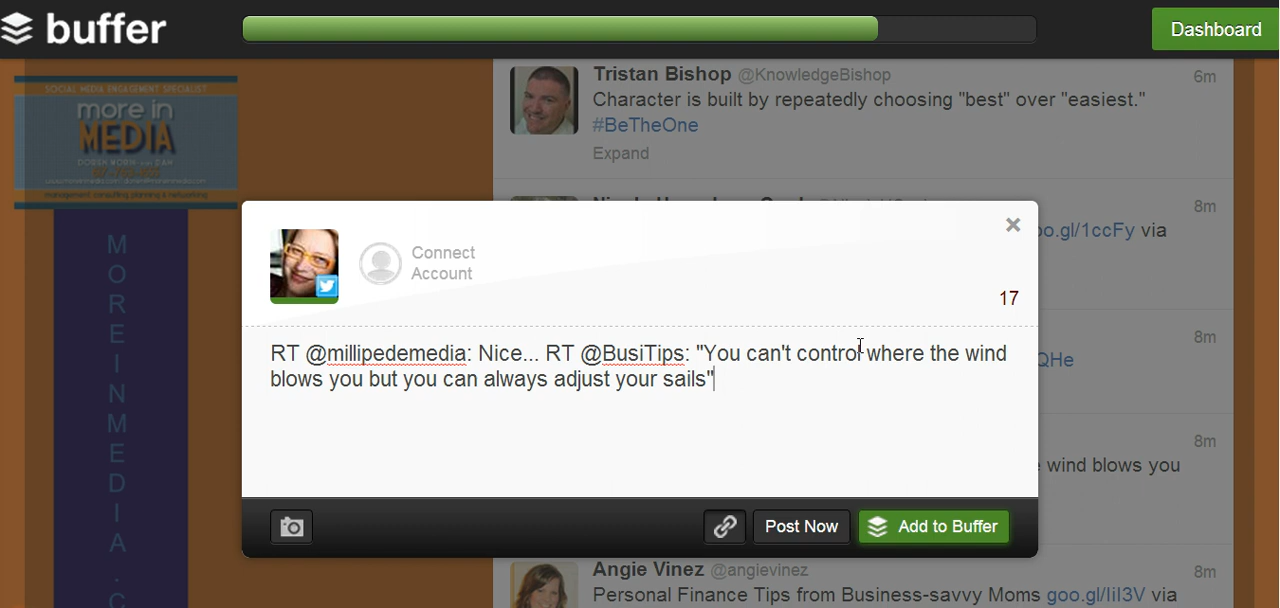 buffer
Dashboard
SOCIAL MEDIA ENGAGEMENT SPECIALIST
more in
MEDIA
management consulting planning & networking
M
O
R
E
I
N
M
E
D
I
A
.
C
Tristan Bishop @KnowledgeBishop
6m
Character is built by repeatedly choosing "best" over "easiest."
#BeTheOne
Expand
8m
oo.gl/1ccFy via
Connect
Account
17
8m
QHe
RT @millipedemedia: Nice... RT @BusiTips: "You can't control where the wind
blows you but you can always adjust your sails"
8m
wind blows you
Post Now
Add to Buffer
Angie Vinez @angievinez
8m
Personal Finance Tips from Business-savvy Moms goo.gl/IiI3V via